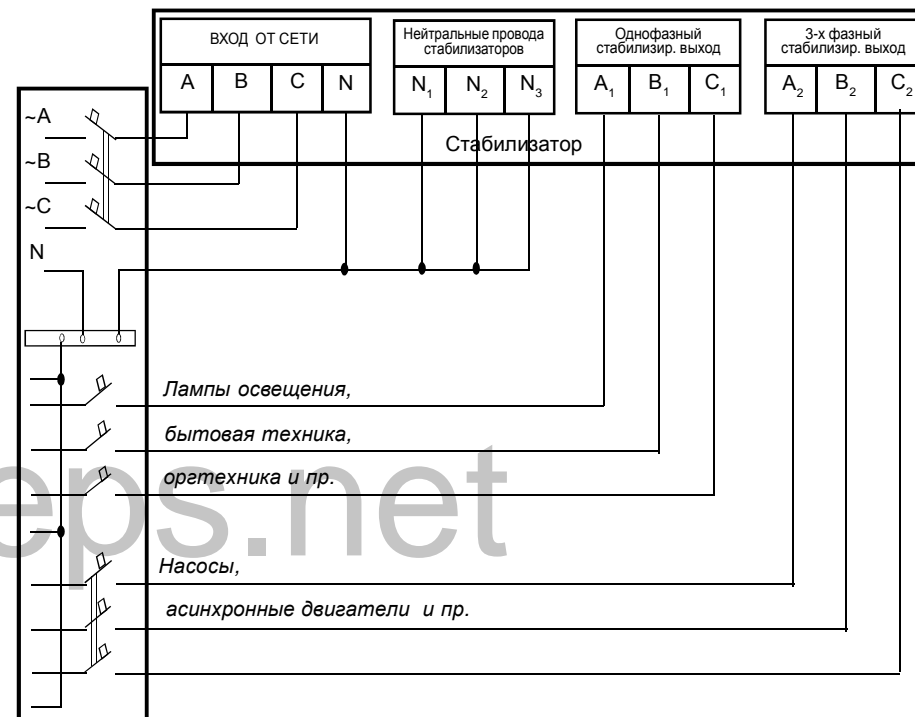 ВХОД ОТ СЕТИ
Нейтральные провода
стабилизаторов
Однофазный
стабилизир. выход
3-х фазный
стабилизир. выход
A B C N
N1 N2 N3
A1 B1 C1
A2 B2 C2
Стабилизатор
~A
~B
~C
N
Лампы освещения,
бытовая техника,
оргтехника и пр.
eps.net
Насосы,
асинхронные двигатели и пр.